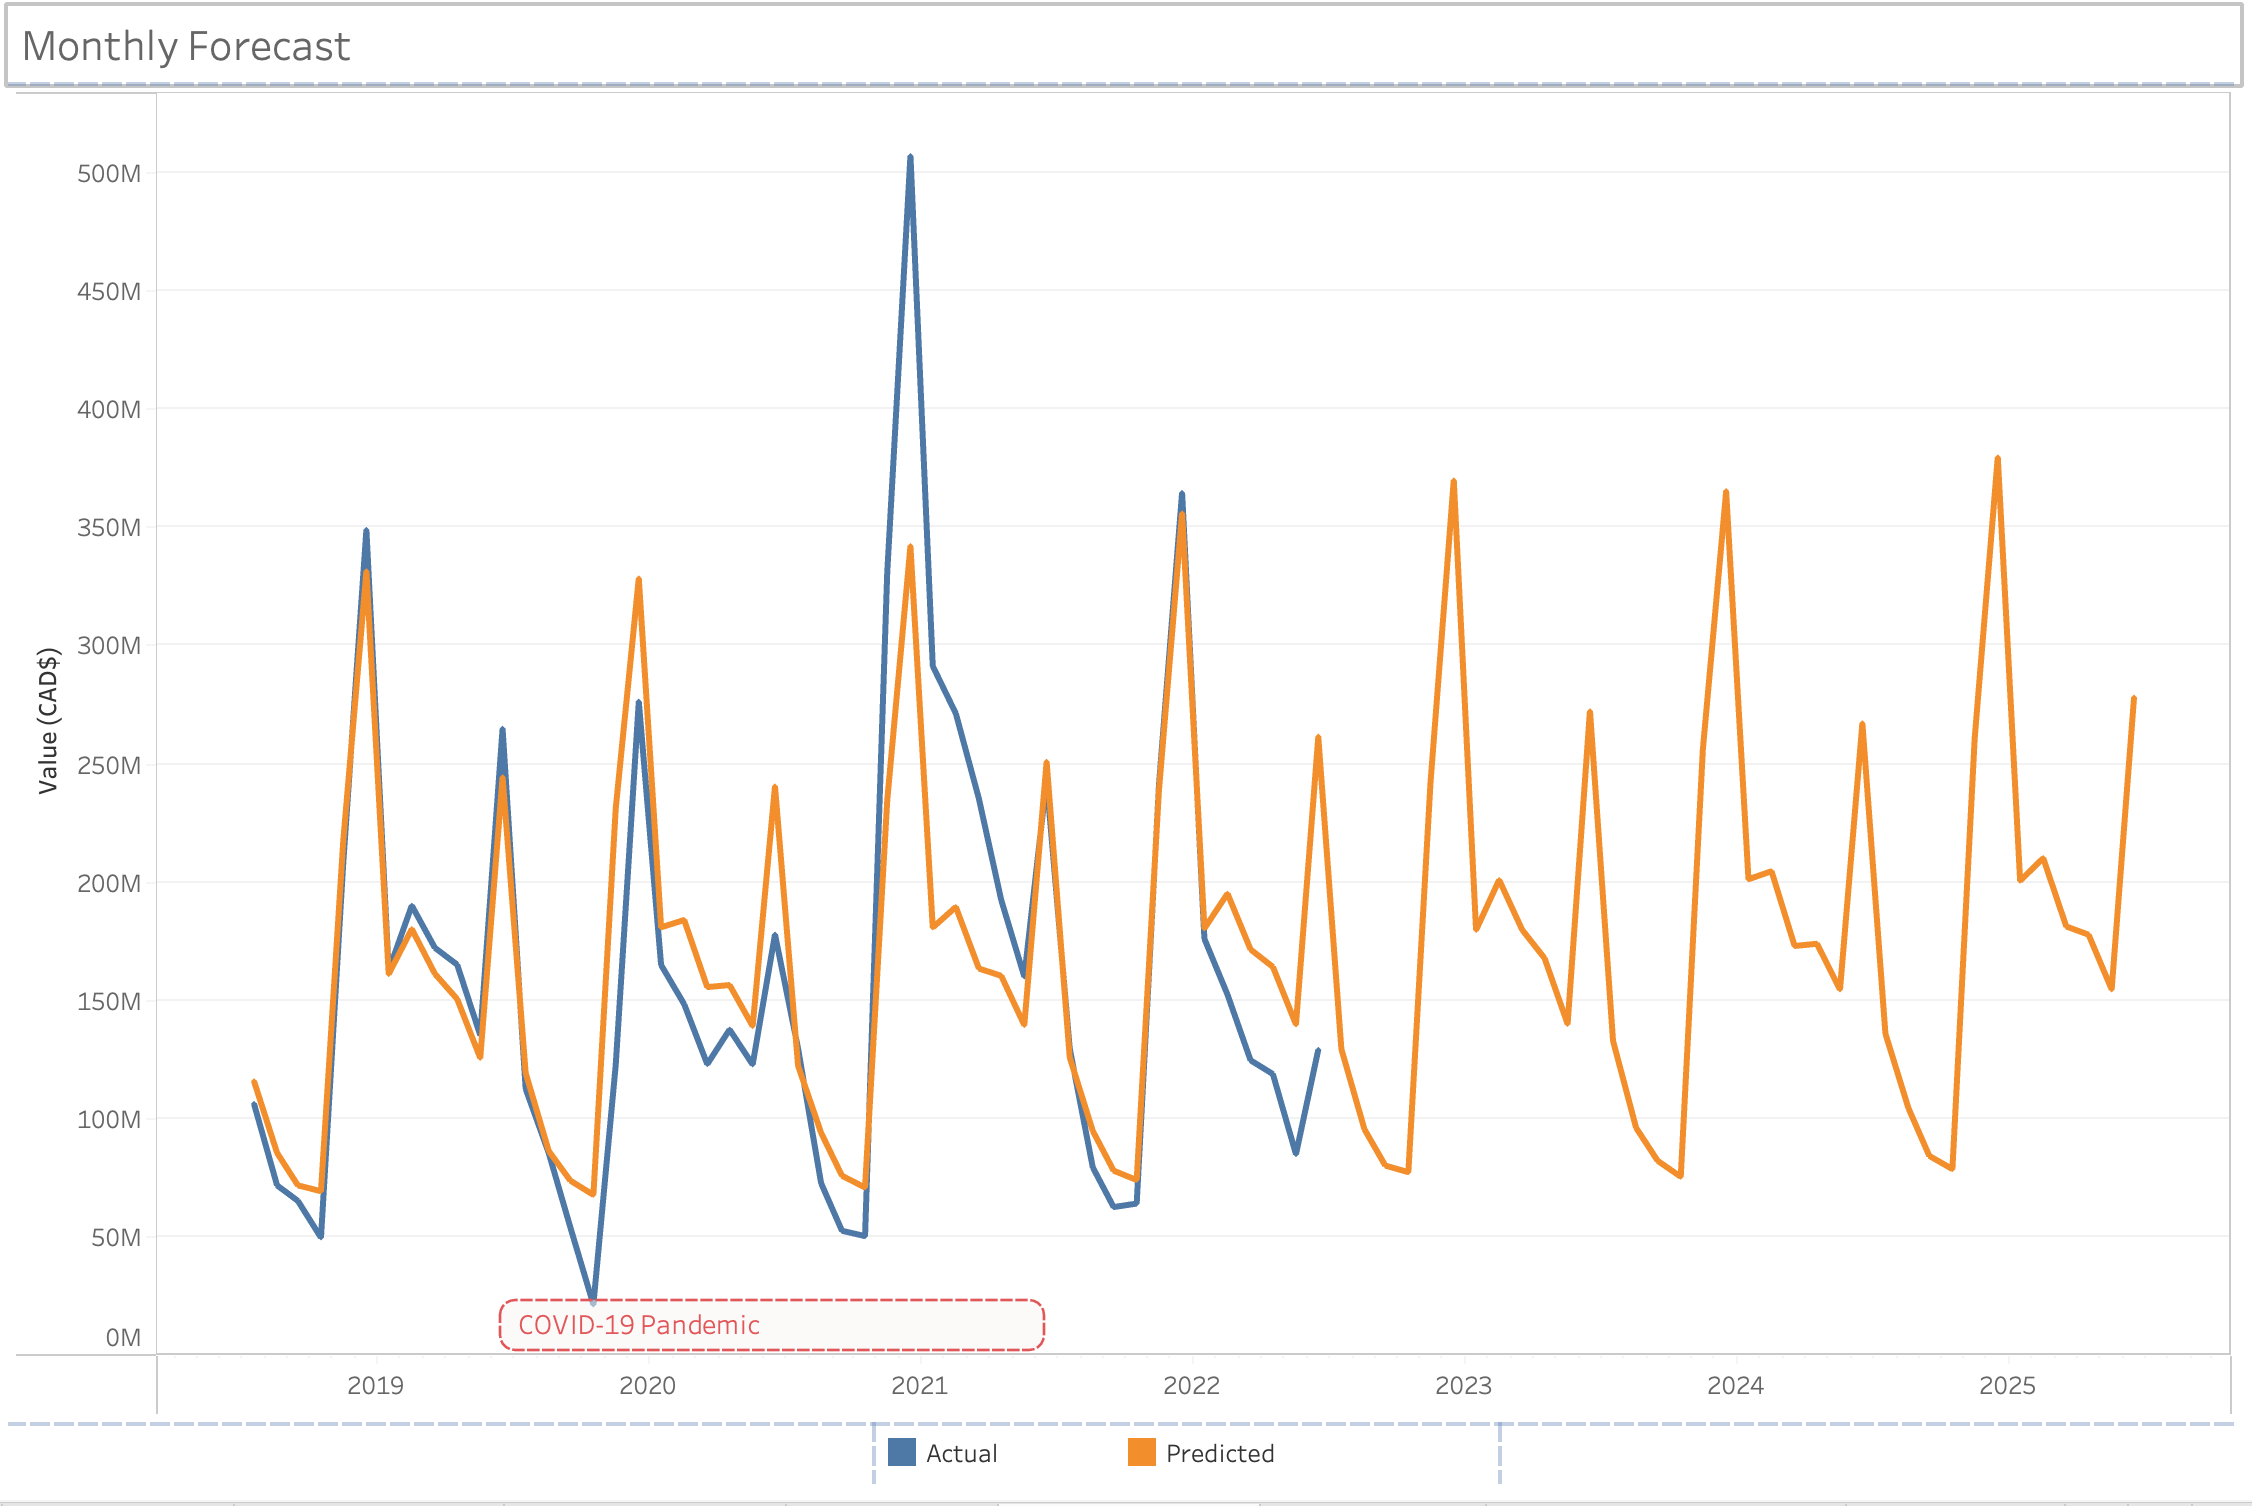 Monthly Forecast
500M
450M
400M
350M
300M
250M
200M
150M
100M
50M
0M
Value (CAD$)
COVID-19 Pandemic
2019 2020 2021 2022 2023 2024 2025
Actual Predicted